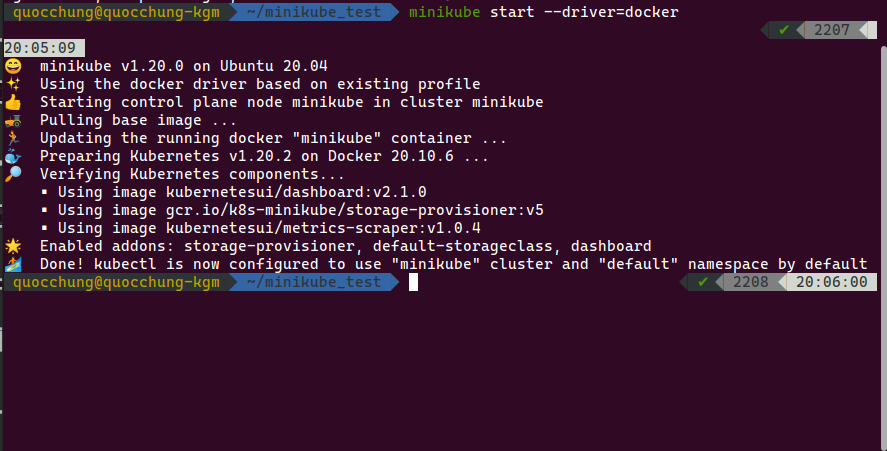 quocchung@quocchung-kgm ~/minikube_test minikube start --driver=docker
✔ 2207
20:05:09
😄 minikube v1.20.0 on Ubuntu 20.04
✨ Using the docker driver based on existing profile
👍 Starting control plane node minikube in cluster minikube
🚜 Pulling base image ...
🏃 Updating the running docker "minikube" container ...
🐳 Preparing Kubernetes v1.20.2 on Docker 20.10.6 ...
🔎 Verifying Kubernetes components...
▪ Using image kubernetesui/dashboard:v2.1.0
▪ Using image gcr.io/k8s-minikube/storage-provisioner:v5
▪ Using image kubernetesui/metrics-scraper:v1.0.4
🌟 Enabled addons: storage-provisioner, default-storageclass, dashboard
🏄 Done! kubectl is now configured to use "minikube" cluster and "default" namespace by default
quocchung@quocchung-kgm ~/minikube_test ✔ 2208 20:06:00